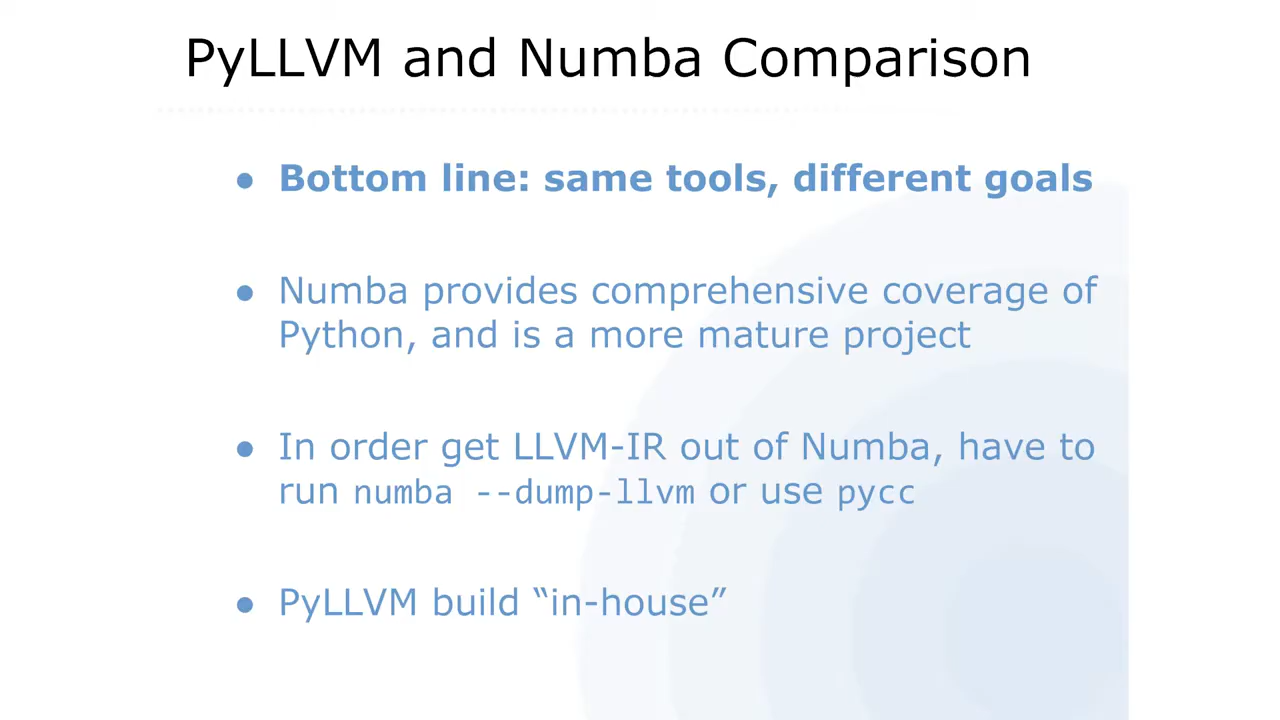 PyLLVM and Numba Comparison
● Bottom line: same tools, different goals
● Numba provides comprehensive coverage of
Python, and is a more mature project
● In order get LLVM-IR out of Numba, have to
run numba --dump-llvm or use pycc
● PyLLVM build “in-house”